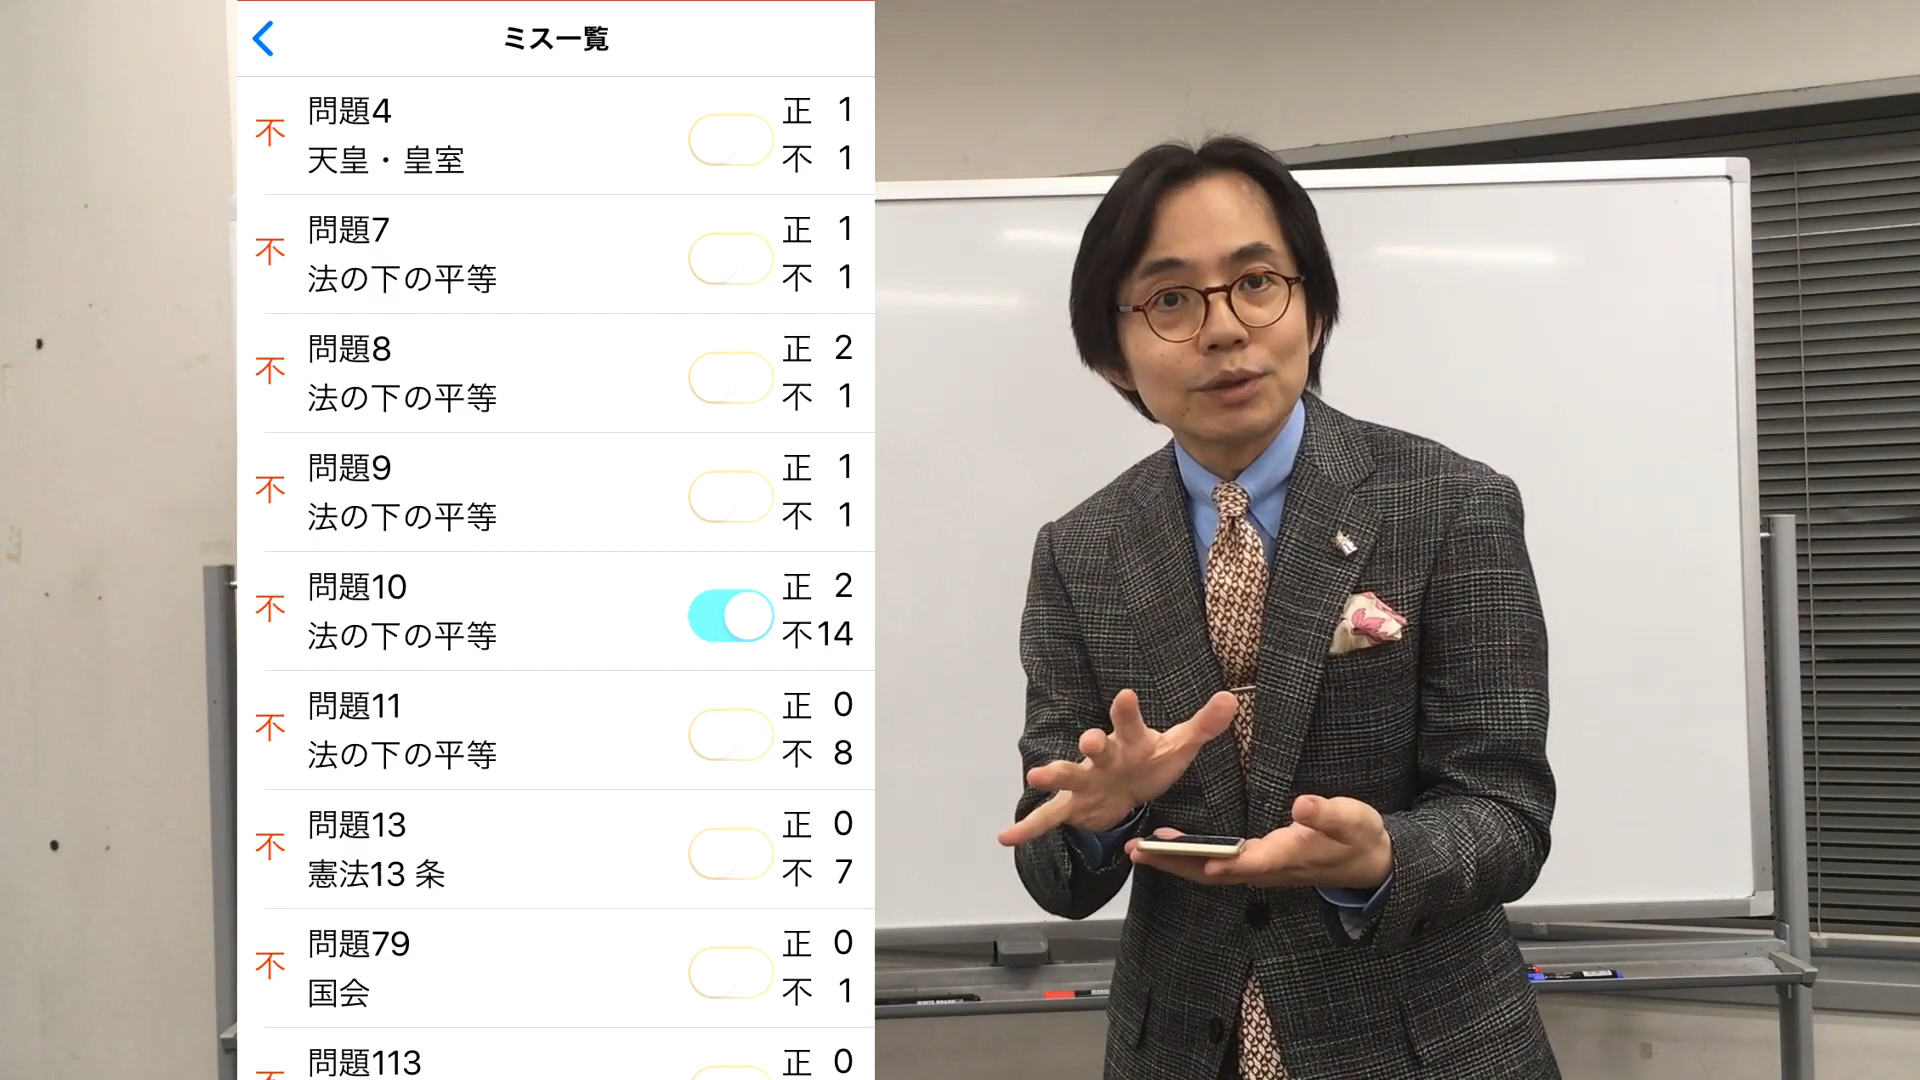 ミス一覧
不
問題4
天皇・皇室
正 1
不 1
不
問題7
法の下の平等
正 1
不 1
不
問題8
法の下の平等
正 2
不 1
不
問題9
法の下の平等
正 1
不 1
不
問題10
法の下の平等
正 2
不14
不
問題11
法の下の平等
正 0
不 8
不
問題13
憲法13 条
正 0
不 7
不
問題79
国会
正 0
不 1
問題113
正 0